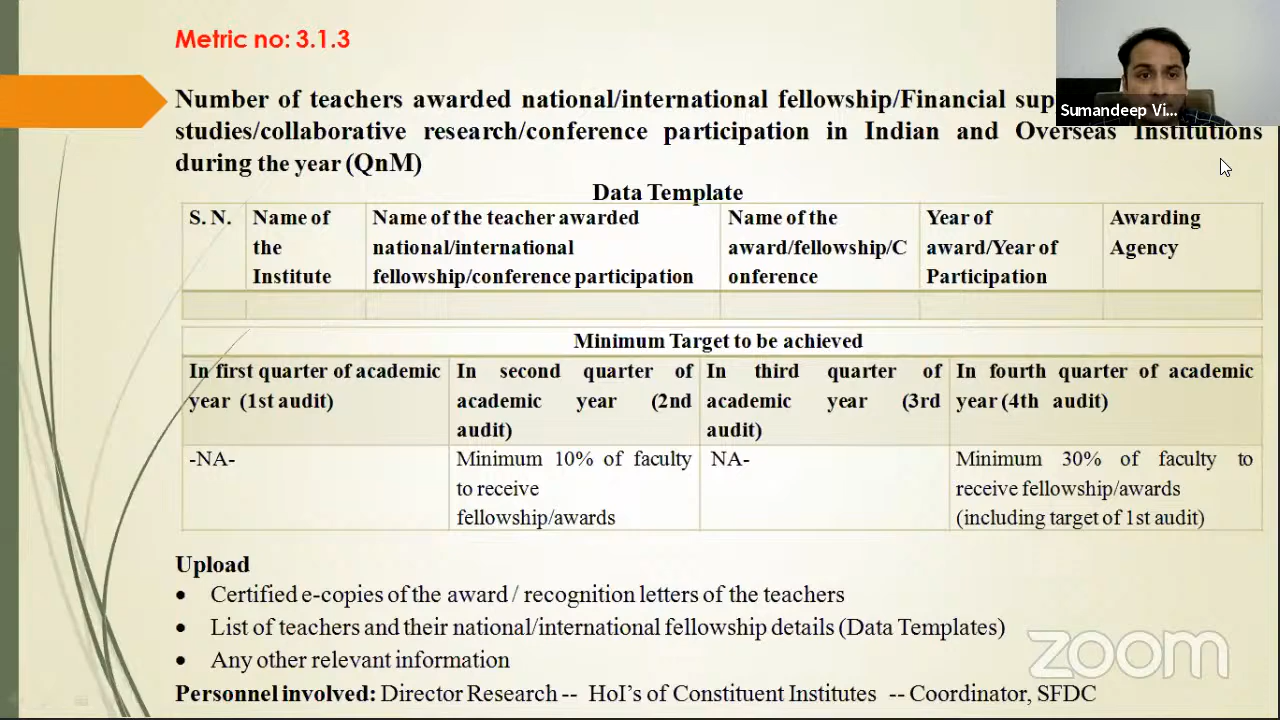 Metric no: 3.1.3
Number of teachers awarded national/international fellowship/Financial
studies/collaborative research/conference participation in Indian and Overseas Institutions
during the year (QnM)
Sumandeep Vi...
Data Template
S. N.
Name of
the
Institute
Name of the teacher awarded
national/international
fellowship/conference participation
Name of the
award/fellowship/C
onference
Year of
award/Year of
Participation
Awarding
Agency
Minimum Target to be achieved
In first quarter of academic
year (1st audit)
In second quarter of
academic year (2nd
audit)
In third quarter of
academic year (3rd
audit)
In fourth quarter of academic
year (4th audit)
-NA-
Minimum 10% of faculty
to receive
fellowship/awards
NA-
Minimum 30% of faculty to
receive fellowship/awards
(including target of 1st audit)
Upload
• Certified e-copies of the award / recognition letters of the teachers
• List of teachers and their national/international fellowship details (Data Templates)
• Any other relevant information
Personnel involved: Director Research -- HoI's of Constituent Institutes -- Coordinator, SFDC
zoom